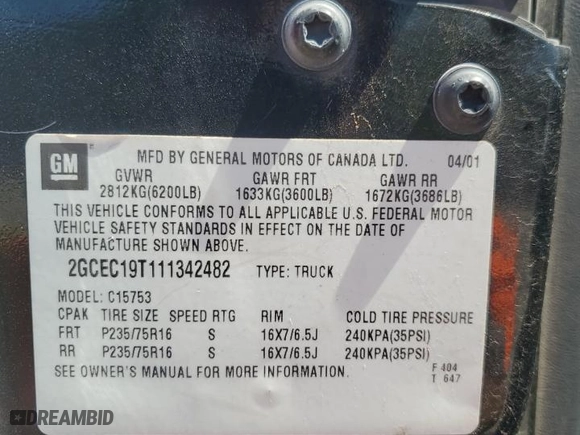 GM
MFD BY GENERAL MOTORS OF CANADA LTD. 04/01
GVWR GAWR FRT GAWR RR
2812KG(6200LB) 1633KG(3600LB) 1672KG(3686LB)
THIS VEHICLE CONFORMS TO ALL APPLICABLE U.S. FEDERAL MOTOR
VEHICLE SAFETY STANDARDS IN EFFECT ON THE DATE OF
MANUFACTURE SHOWN ABOVE.
2GCEC19T111342482 TYPE: TRUCK
MODEL: C15753
CPAK TIRE SIZE SPEED RTG RIM COLD TIRE PRESSURE
FRT P235/75R16 S 16X7/6.5J 240KPA(35PSI)
RR P235/75R16 S 16X7/6.5J 240KPA(35PSI)
SEE OWNER'S MANUAL FOR MORE INFORMATION. F 404
T 647
DREAMBID